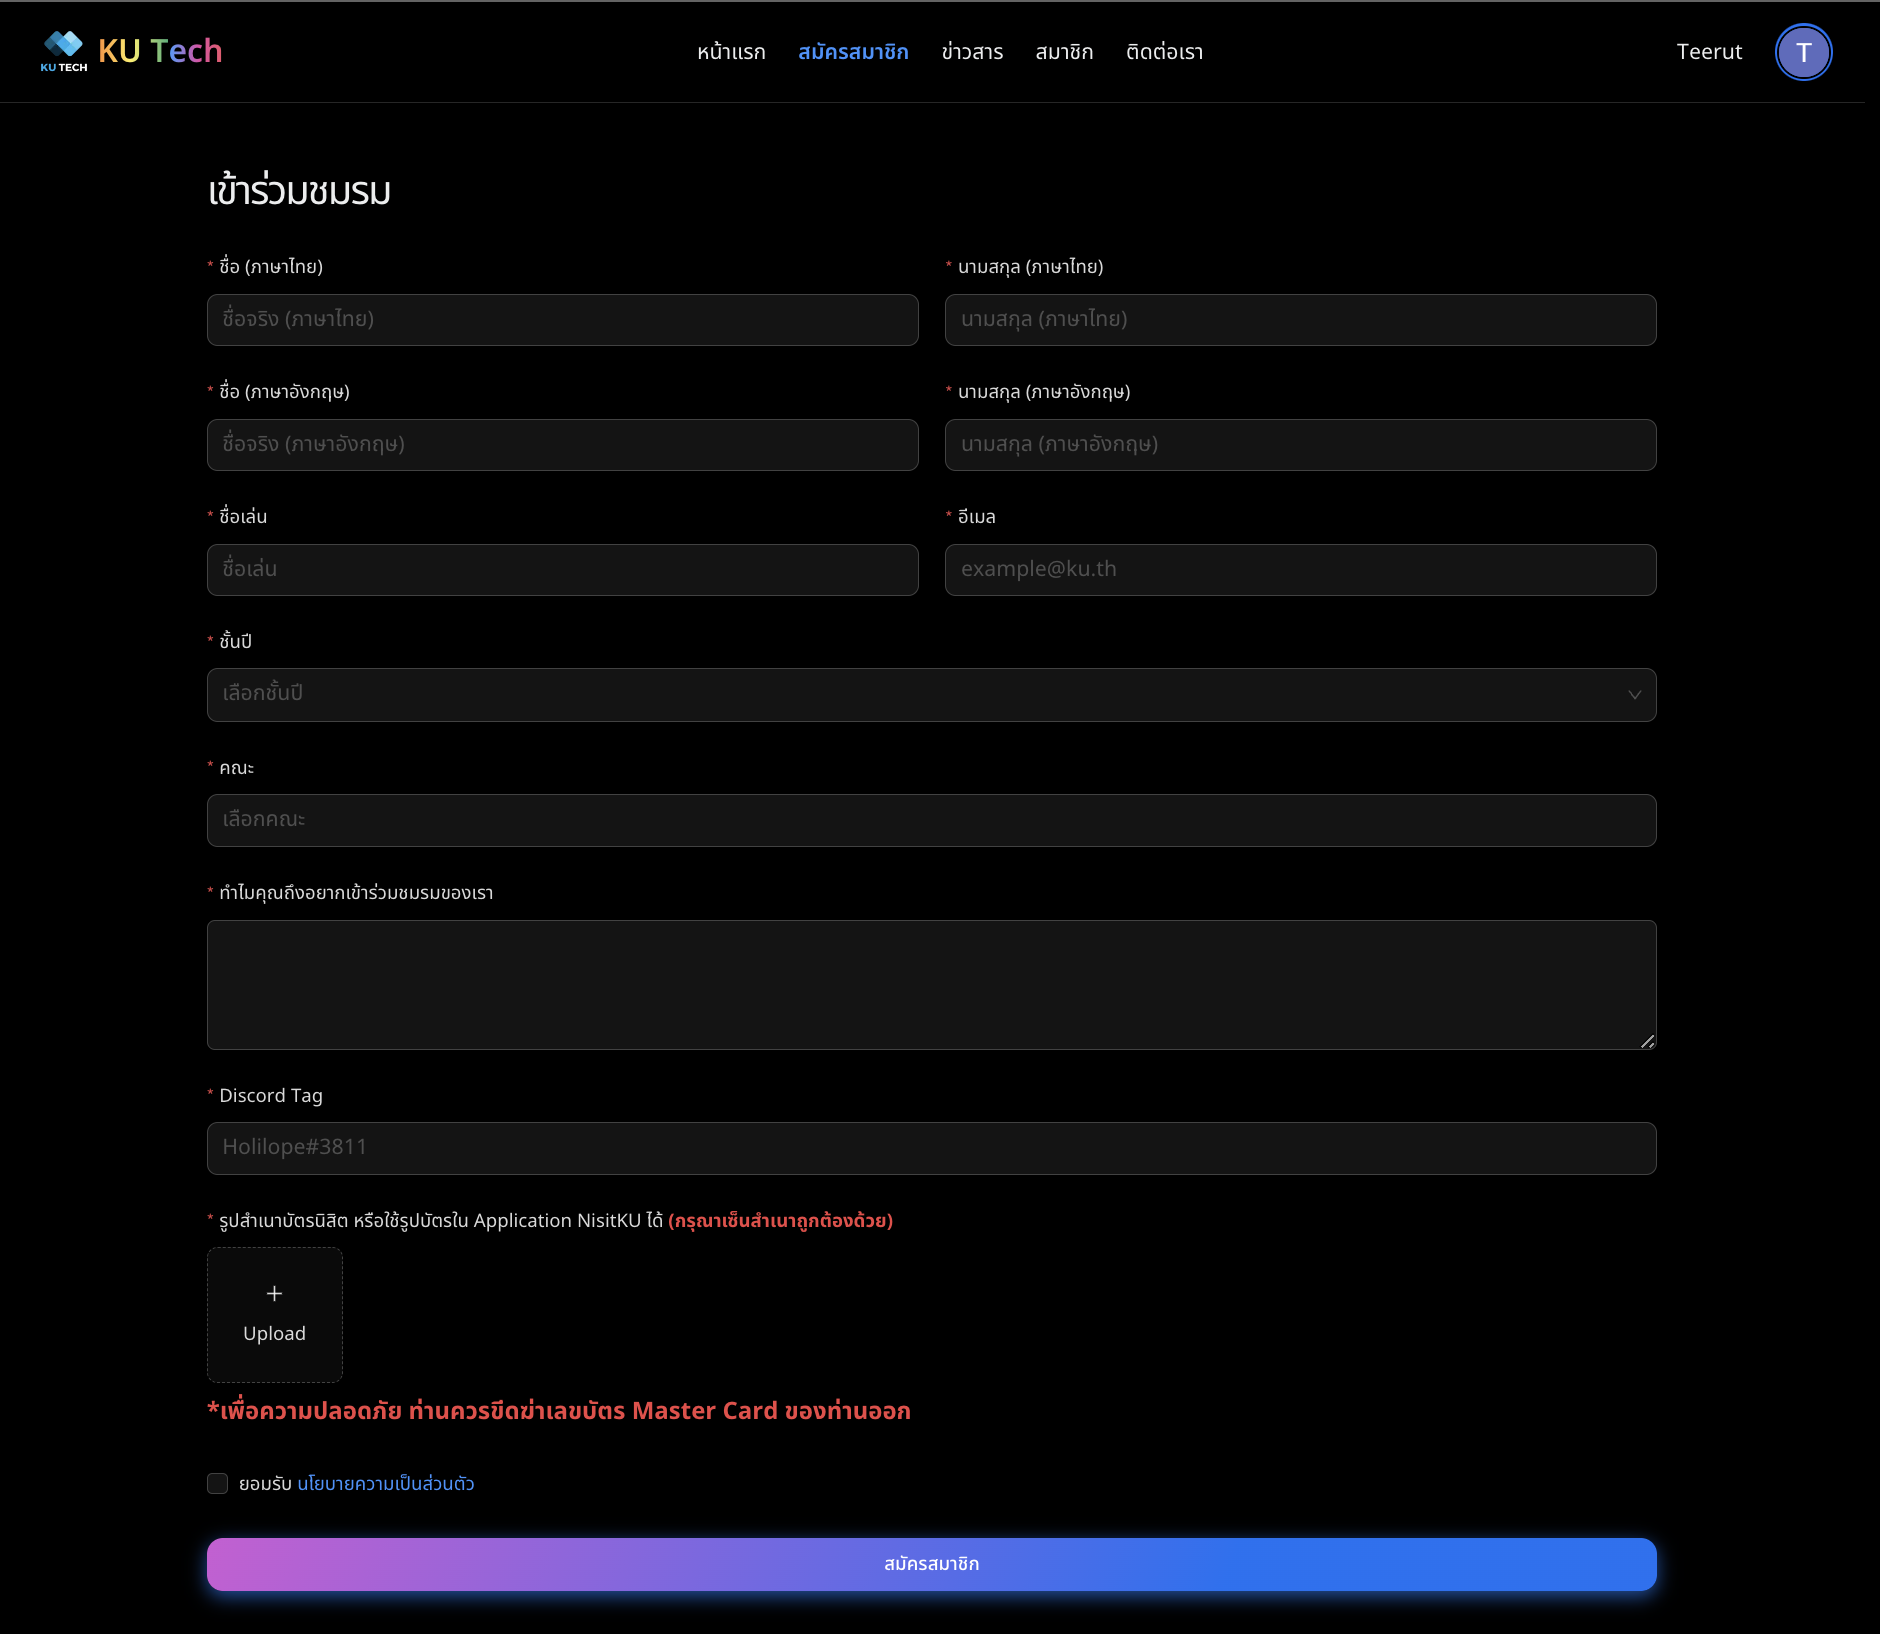 KU TECH
KU Tech
หน้าแรก
สมัครสมาชิก
ข่าวสาร
สมาชิก
ติดต่อเรา
Teerut
T
เข้าร่วมชมรม
* ชื่อ (ภาษาไทย)
* นามสกุล (ภาษาไทย)
ชื่อจริง (ภาษาไทย)
นามสกุล (ภาษาไทย)
* ชื่อ (ภาษาอังกฤษ)
* นามสกุล (ภาษาอังกฤษ)
ชื่อจริง (ภาษาอังกฤษ)
นามสกุล (ภาษาอังกฤษ)
* ชื่อเล่น
* อีเมล
ชื่อเล่น
example@ku.th
* ชั้นปี
เลือกชั้นปี
* คณะ
เลือกคณะ
* ทำไมคุณถึงอยากเข้าร่วมชมรมของเรา
* Discord Tag
Holilope#3811
* รูปสำเนาบัตรนิสิต หรือใช้รูปบัตรใน Application NisitKU ได้ (กรุณาเซ็นสำเนาถูกต้องด้วย)
+
Upload
*เพื่อความปลอดภัย ท่านควรขีดฆ่าเลขบัตร Master Card ของท่านออก
ยอมรับ นโยบายความเป็นส่วนตัว
สมัครสมาชิก